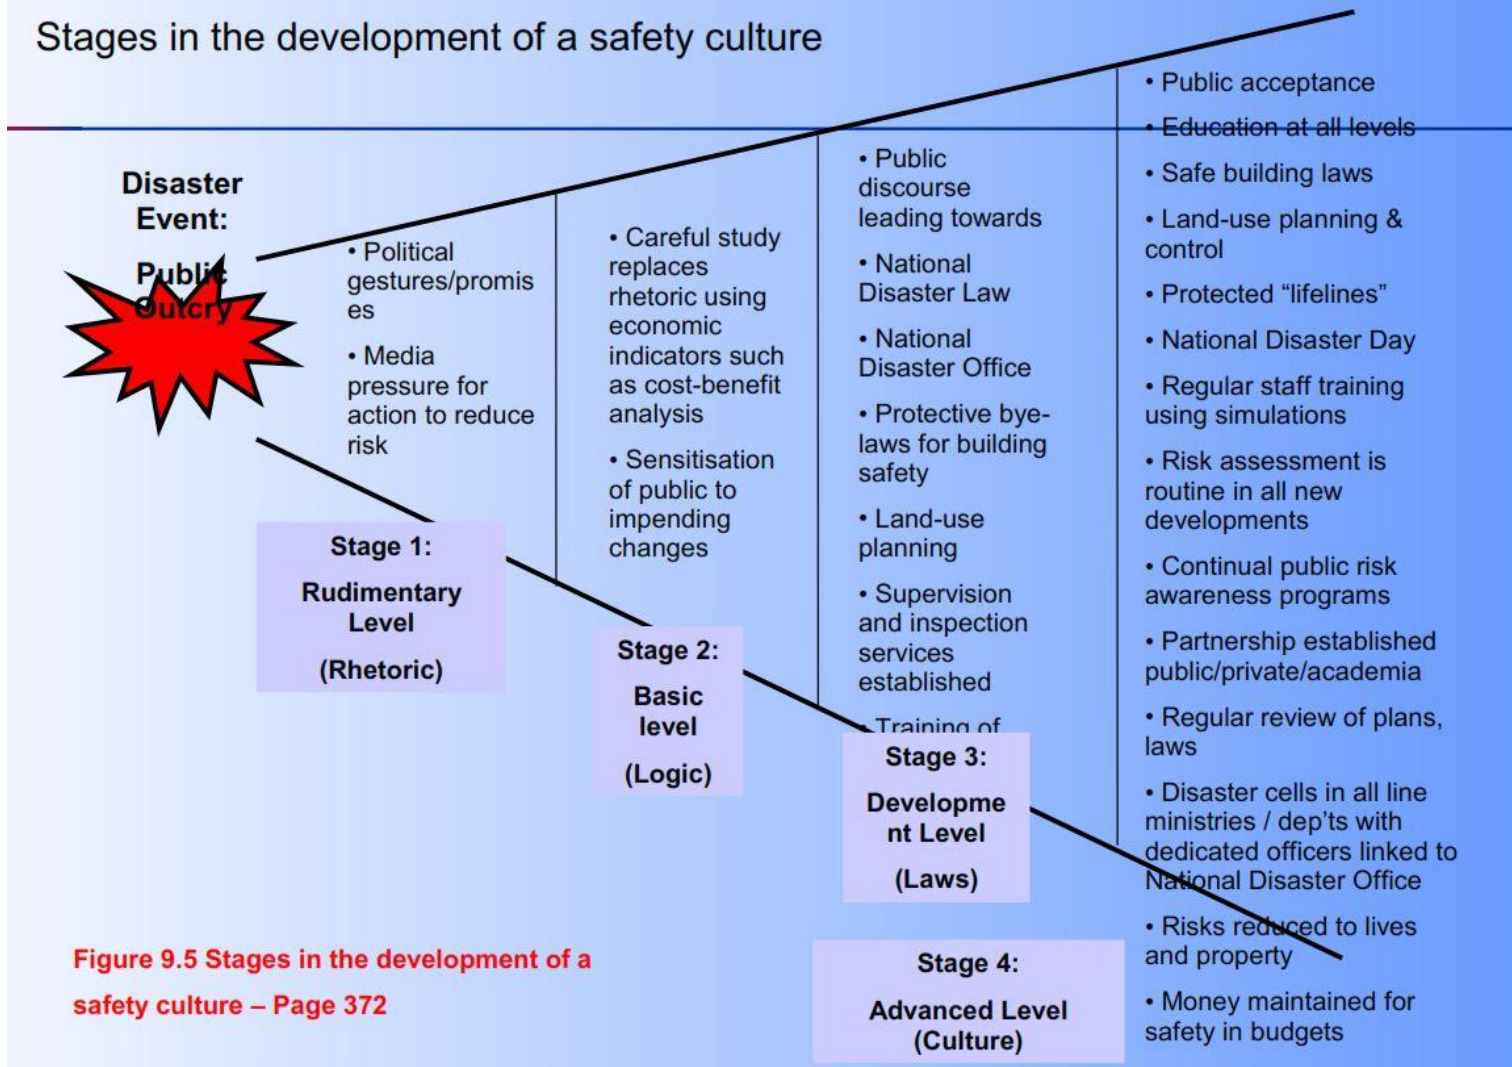 Stages in the development of a safety culture
Disaster
Event:
Public
Outcry
• Political
gestures/promis
es
• Media
pressure for
action to reduce
risk
Stage 1:
Rudimentary
Level
(Rhetoric)
• Careful study
replaces
rhetoric using
economic
indicators such
as cost-benefit
analysis
• Sensitisation
of public to
impending
changes
Stage 2:
Basic
level
(Logic)
• Public
discourse
leading towards
• National
Disaster Law
• National
Disaster Office
• Protective bye-
laws for building
safety
• Land-use
planning
• Supervision
and inspection
services
established
• Training of
Stage 3:
Developme
nt Level
(Laws)
• Public acceptance
• Education at all levels
• Safe building laws
• Land-use planning &
control
• Protected “lifelines”
• National Disaster Day
• Regular staff training
using simulations
• Risk assessment is
routine in all new
developments
• Continual public risk
awareness programs
• Partnership established
public/private/academia
• Regular review of plans,
laws
• Disaster cells in all line
ministries / dep'ts with
dedicated officers linked to
National Disaster Office
• Risks reduced to lives
and property
• Money maintained for
safety in budgets
Stage 4:
Advanced Level
(Culture)
Figure 9.5 Stages in the development of a
safety culture – Page 372